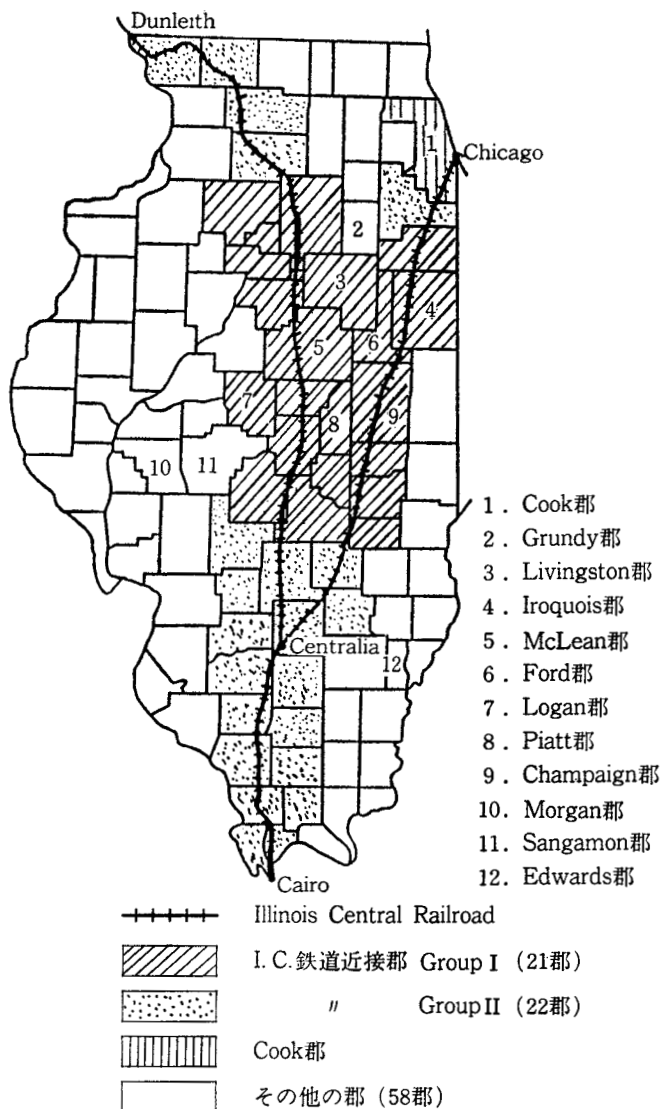 Dunleith
1
Chicago
2
3
4
5
6
7
8
9
10
11
Centralia
12
Cairo
1. Cook郡
2. Grundy郡
3. Livingston郡
4. Iroquois郡
5. McLean郡
6. Ford郡
7. Logan郡
8. Piatt郡
9. Champaign郡
10. Morgan郡
11. Sangamon郡
12. Edwards郡
Illinois Central Railroad
I.C.鉄道近接郡 Group I (21郡)
〃 Group II (22郡)
Cook郡
その他の郡 (58郡)